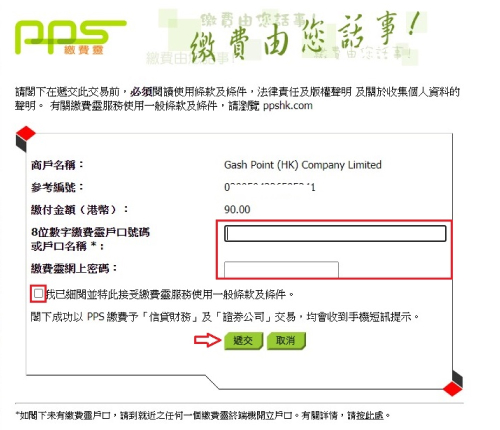 pps
繳費靈
繳費由您話事!
請閣下在遞交此交易前，必須閱讀使用條款及條件，法律責任及版權聲明 及關於收集個人資料的
聲明。 有關繳費靈服務使用一般條款及條件，請瀏覽 ppshk.com
商戶名稱： Gash Point (HK) Company Limited
參考編號：
繳付金額（港幣）： 90.00
8位數字繳費靈戶口號碼
或戶口名稱 *：
繳費靈網上密碼：
我已細閱並特此接受繳費靈服務使用一般條款及條件。
閣下成功以 PPS 繳費予「信貸財務」及「證券公司」交易，均會收到手機短訊提示。
遞交 取消
*如閣下未有繳費靈戶口，請到就近之任何一個繳費靈終端機開立戶口。有關詳情，請按此處。